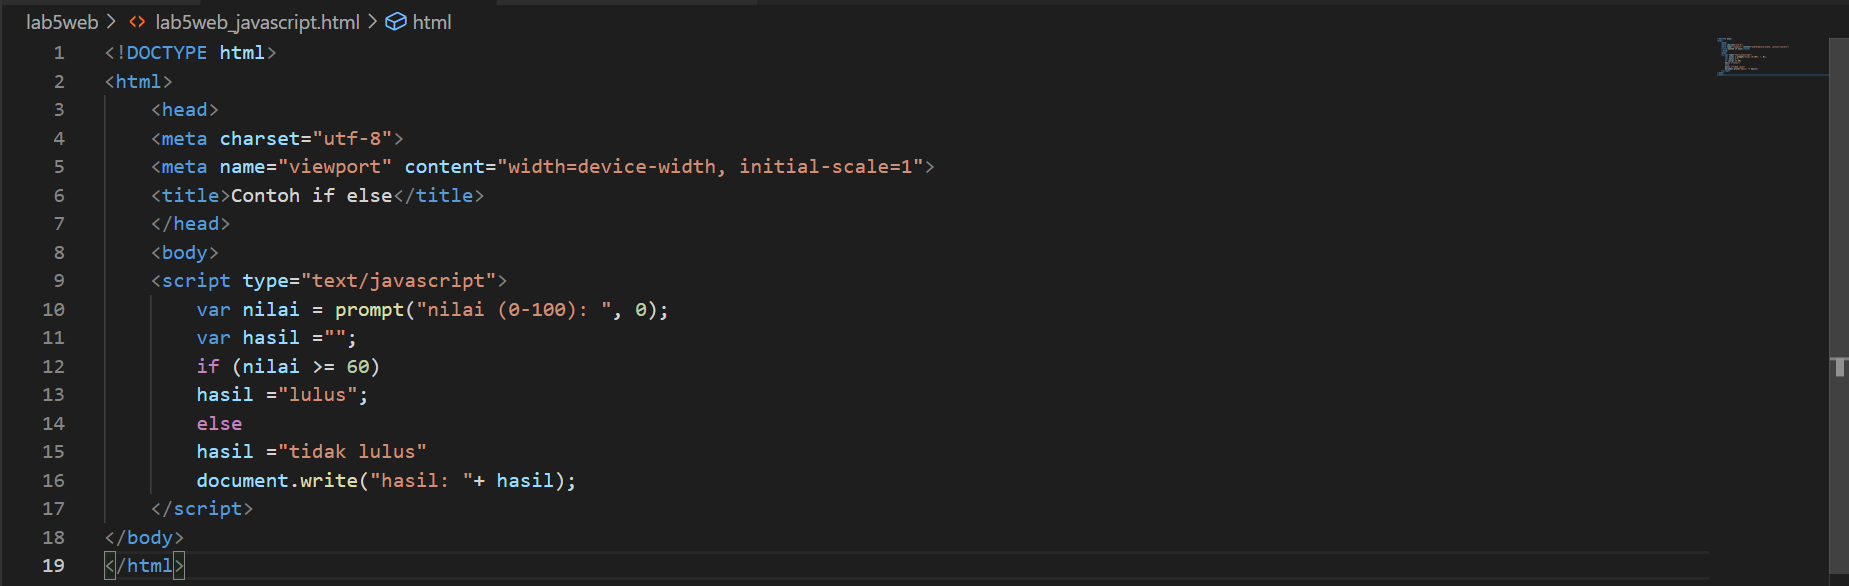 lab5web > lab5web_javascript.html > html
1 <!DOCTYPE html>
2 <html>
3 <head>
4 <meta charset="utf-8">
5 <meta name="viewport" content="width=device-width, initial-scale=1">
6 <title>Contoh if else</title>
7 </head>
8 <body>
9 <script type="text/javascript">
10 var nilai = prompt("nilai (0-100): ", 0);
11 var hasil ="";
12 if (nilai >= 60)
13 hasil ="lulus";
14 else
15 hasil ="tidak lulus"
16 document.write("hasil: "+ hasil);
17 </script>
18 </body>
19 </html>